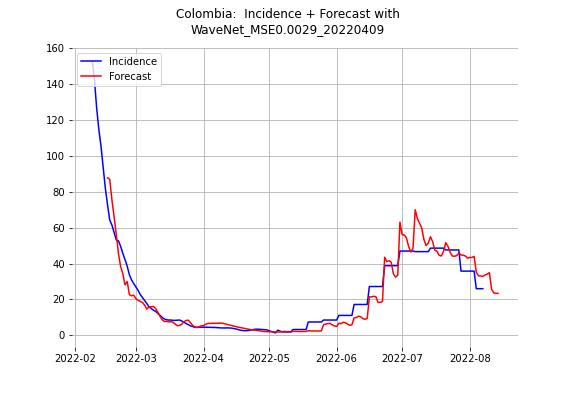 Colombia:  Incidence + Forecast with
WaveNet_MSE0.0029_20220409
160
140
120
100
80
60
40
20
0
Incidence
Forecast
2022-02 2022-03 2022-04 2022-05 2022-06 2022-07 2022-08